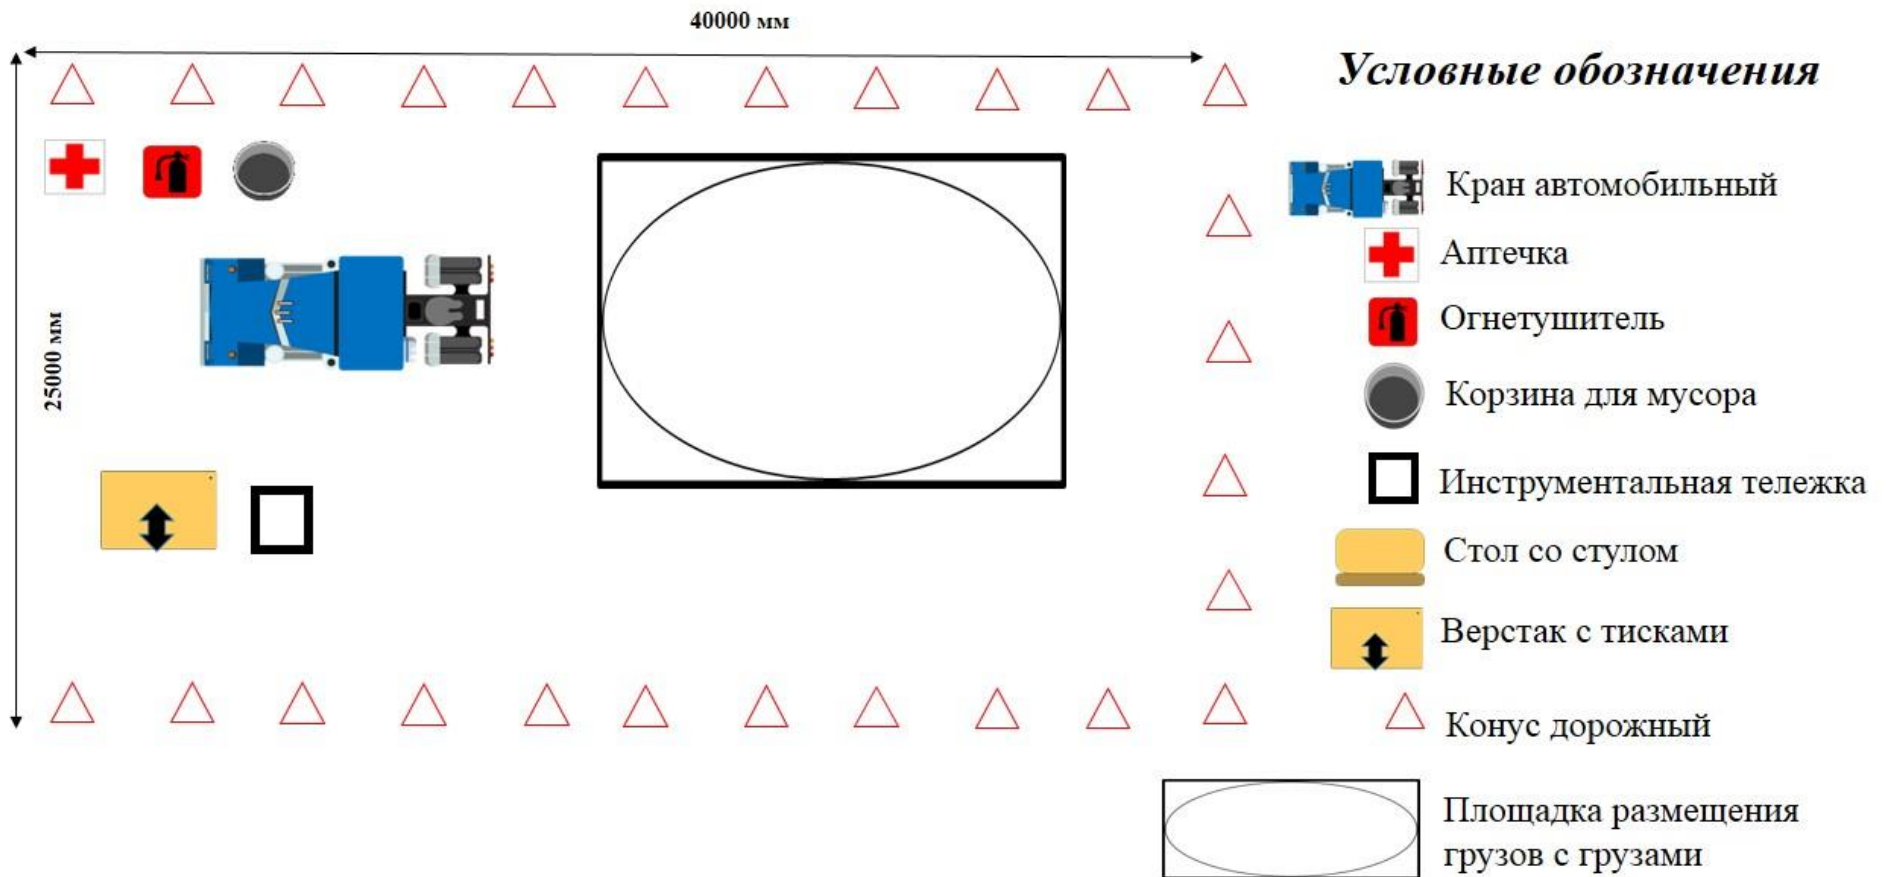 40000 мм
25000 мм
Условные обозначения
Кран автомобильный
Аптечка
Огнетушитель
Корзина для мусора
Инструментальная тележка
Стол со стулом
Верстак с тисками
Конус дорожный
Площадка размещения
грузов с грузами